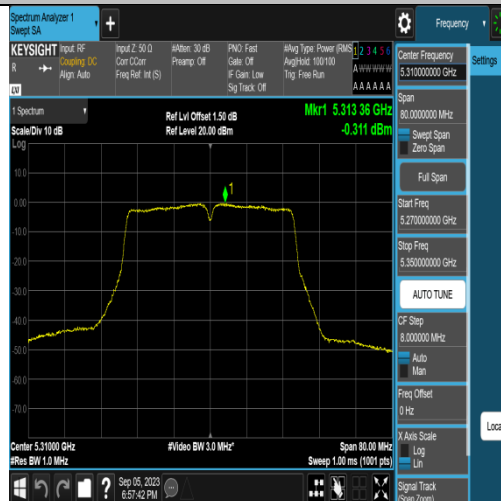 Spectrum Analyzer 1
Swept SA
+
Frequency
KEYSIGHT
R
LXI
Input: RF
Coupling: DC
Align: Auto
Input Z: 50 Ω
Corr CCorr
Freq Ref: Int (S)
#Atten: 30 dB
Preamp: Off
PNO: Fast
Gate: Off
IF Gain: Low
Sig Track: Off
#Avg Type: Power (RMS
Avg|Hold: 100/100
Trig: Free Run
1 2 3 4 5 6
A W W W W W
A A A A A A
Center Frequency
5.310000000 GHz
Settings
Span
80.0000000 MHz
Swept Span
Zero Span
Full Span
Start Freq
5.270000000 GHz
Stop Freq
5.350000000 GHz
AUTO TUNE
CF Step
8.000000 MHz
Auto
Man
Freq Offset
0 Hz
X Axis Scale
Log
Lin
Local
Signal Track
(Span Zoom)
1 Spectrum
Scale/Div 10 dB
Log
Ref Lvl Offset 1.50 dB
Ref Level 20.00 dBm
Mkr1 5.313 36 GHz
-0.311 dBm
1
10.0
0.00
-10.0
-20.0
-30.0
-40.0
-50.0
-60.0
-70.0
Center 5.31000 GHz
#Res BW 1.0 MHz
#Video BW 3.0 MHz*
Span 80.00 MHz
Sweep 1.00 ms (1001 pts)
?
Sep 05, 2023
6:57:42 PM